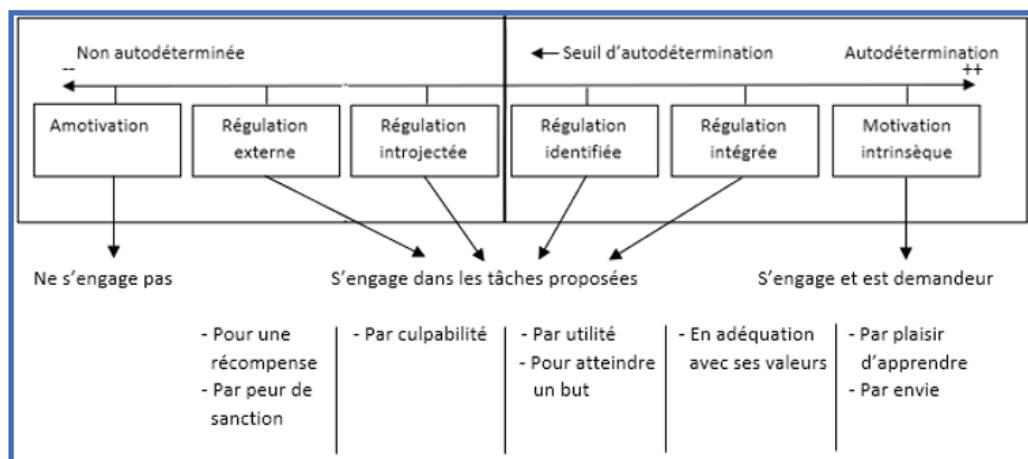 Non autodéterminée
Seuil d'autodétermination
Autodétermination
--
++
Amotivation
Régulation
externe
Régulation
introjectée
Régulation
identifiée
Régulation
intégrée
Motivation
intrinsèque
Ne s'engage pas
S'engage dans les tâches proposées
S'engage et est demandeur
- Pour une
récompense
- Par peur de
sanction
- Par culpabilité
- Par utilité
- Pour atteindre
un but
- En adéquation
avec ses valeurs
- Par plaisir
d'apprendre
- Par envie